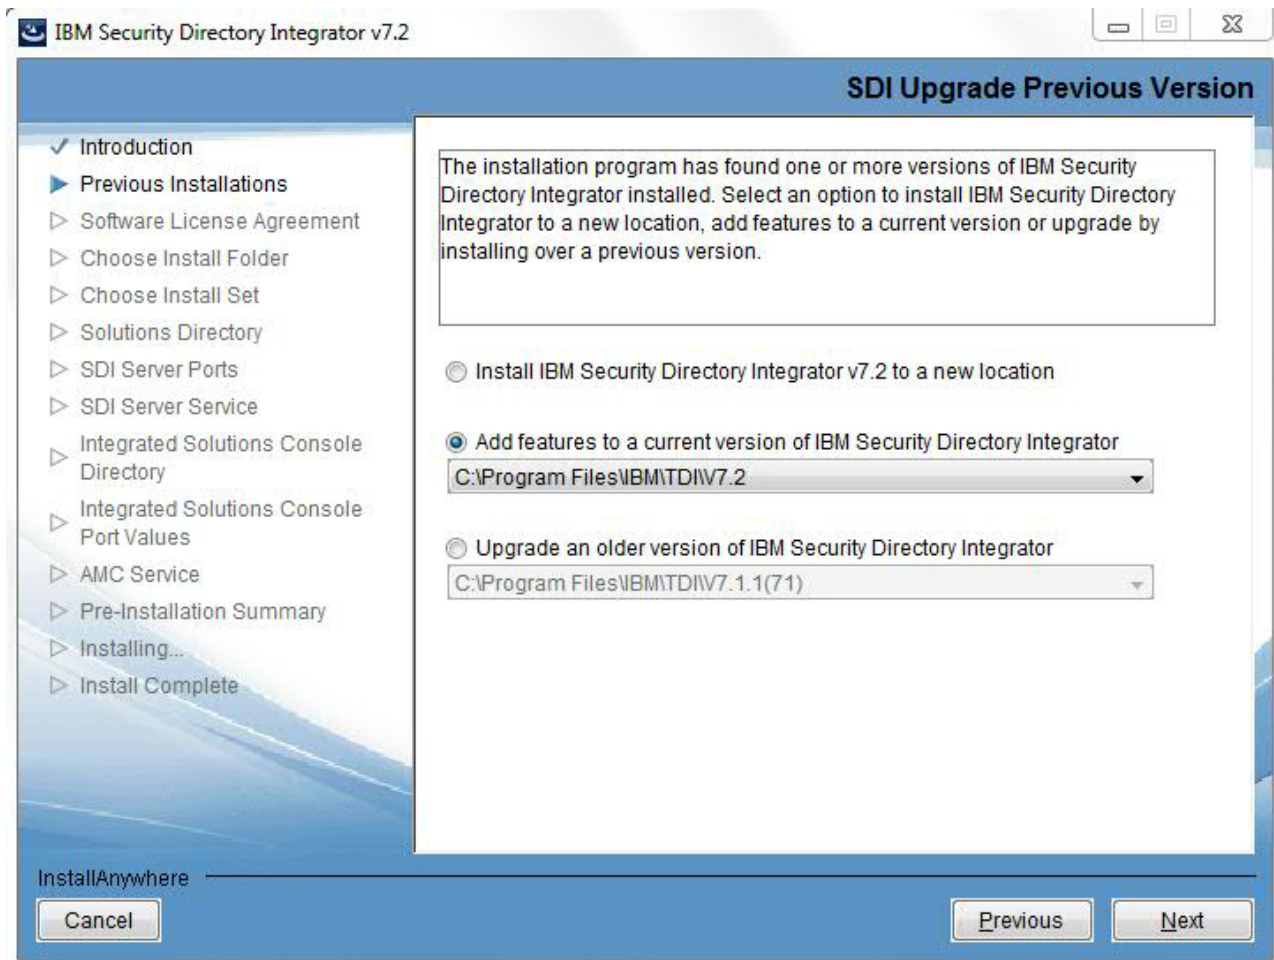 IBM Security Directory Integrator v7.2
SDI Upgrade Previous Version
Introduction
Previous Installations
Software License Agreement
Choose Install Folder
Choose Install Set
Solutions Directory
SDI Server Ports
SDI Server Service
Integrated Solutions Console
Directory
Integrated Solutions Console
Port Values
AMC Service
Pre-Installation Summary
Installing...
Install Complete
The installation program has found one or more versions of IBM Security
Directory Integrator installed. Select an option to install IBM Security Directory
Integrator to a new location, add features to a current version or upgrade by
installing over a previous version.
Install IBM Security Directory Integrator v7.2 to a new location
Add features to a current version of IBM Security Directory Integrator
C:\Program Files\IBM\TDI\V7.2
Upgrade an older version of IBM Security Directory Integrator
C:\Program Files\IBM\TDI\V7.1.1(71)
InstallAnywhere
Cancel
Previous
Next